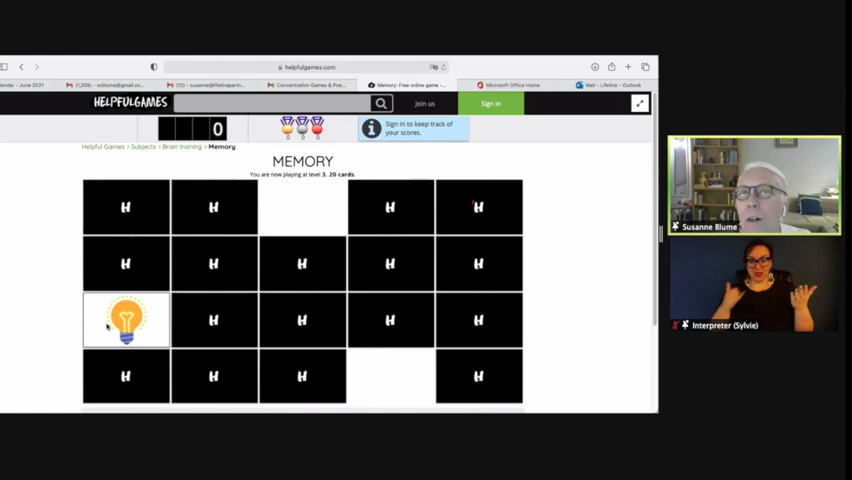 helpfulgames.com
endar - June 2021
(1,359) - scblume@gmail.co...
(12) - susanne@lifelineparin...
Concentration Games & Poe...
Memory: Free online game -...
Microsoft Office Home
Mail - Lifeline - Outlook
HELPFULGAMES
Join us
Sign in
0
Sign in to keep track of
your scores.
Helpful Games > Subjects > Brain training > Memory
MEMORY
You are now playing at level 3. 20 cards.
H H H H
H H H H H
H H H H
H H H H
Susanne Blume
Interpreter (Sylvie)